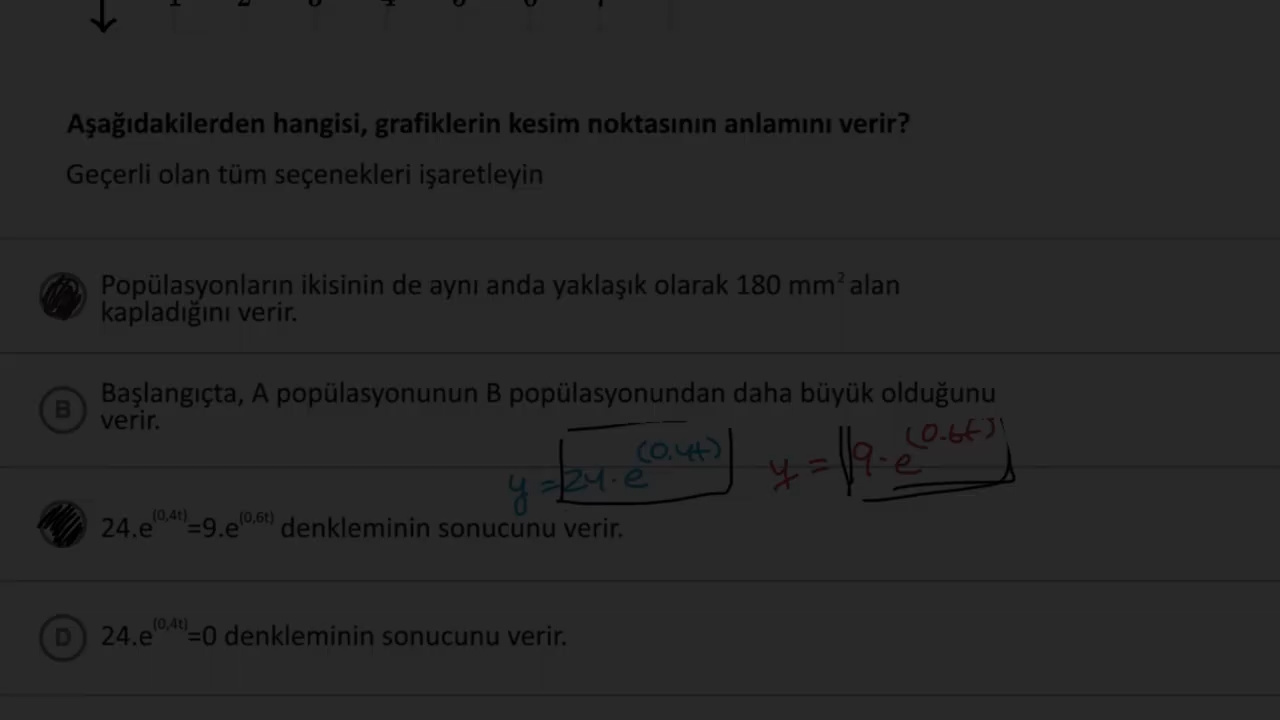 Aşağıdakilerden hangisi, grafiklerin kesim noktasının anlamını verir?
Geçerli olan tüm seçenekleri işaretleyin
Popülasyonların ikisinin de aynı anda yaklaşık olarak 180 mm² alan
kapladığını verir.
B
Başlangıçta, A popülasyonunun B popülasyonundan daha büyük olduğunu
verir.
y = 24.e(0.4t)
y = 9.e(0.6t)
24.e(0,4t)=9.e(0,6t) denkleminin sonucunu verir.
D
24.e(0,4t)=0 denkleminin sonucunu verir.